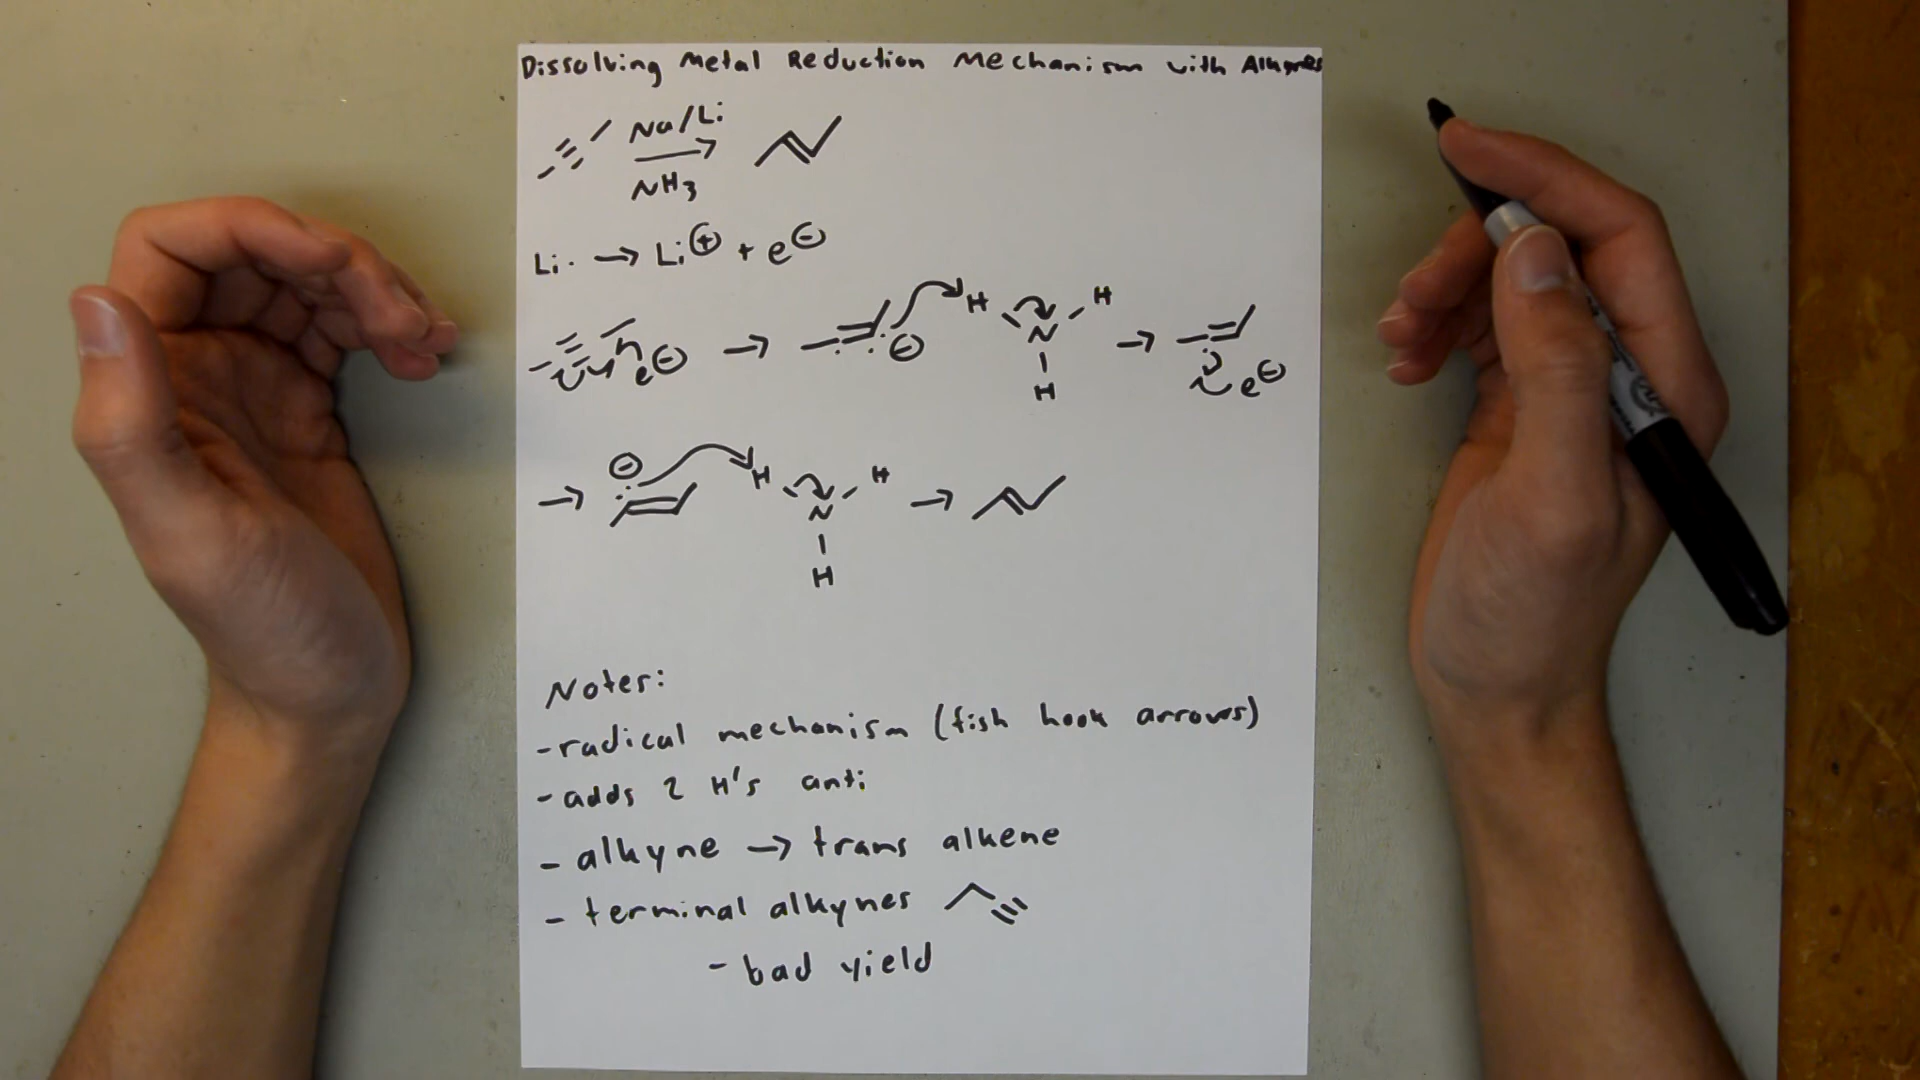 Dissolving Metal Reduction Mechanism with Alkynes
Na/Li
NH3
Li· → Li⊕ + e⊖
e⊖ → ⊖ H N H H → e⊖
→ ⊖ H N H H →
Notes:
- radical mechanism (fish hook arrows)
- adds 2 H's anti
- alkyne → trans alkene
- terminal alkynes
- bad yield